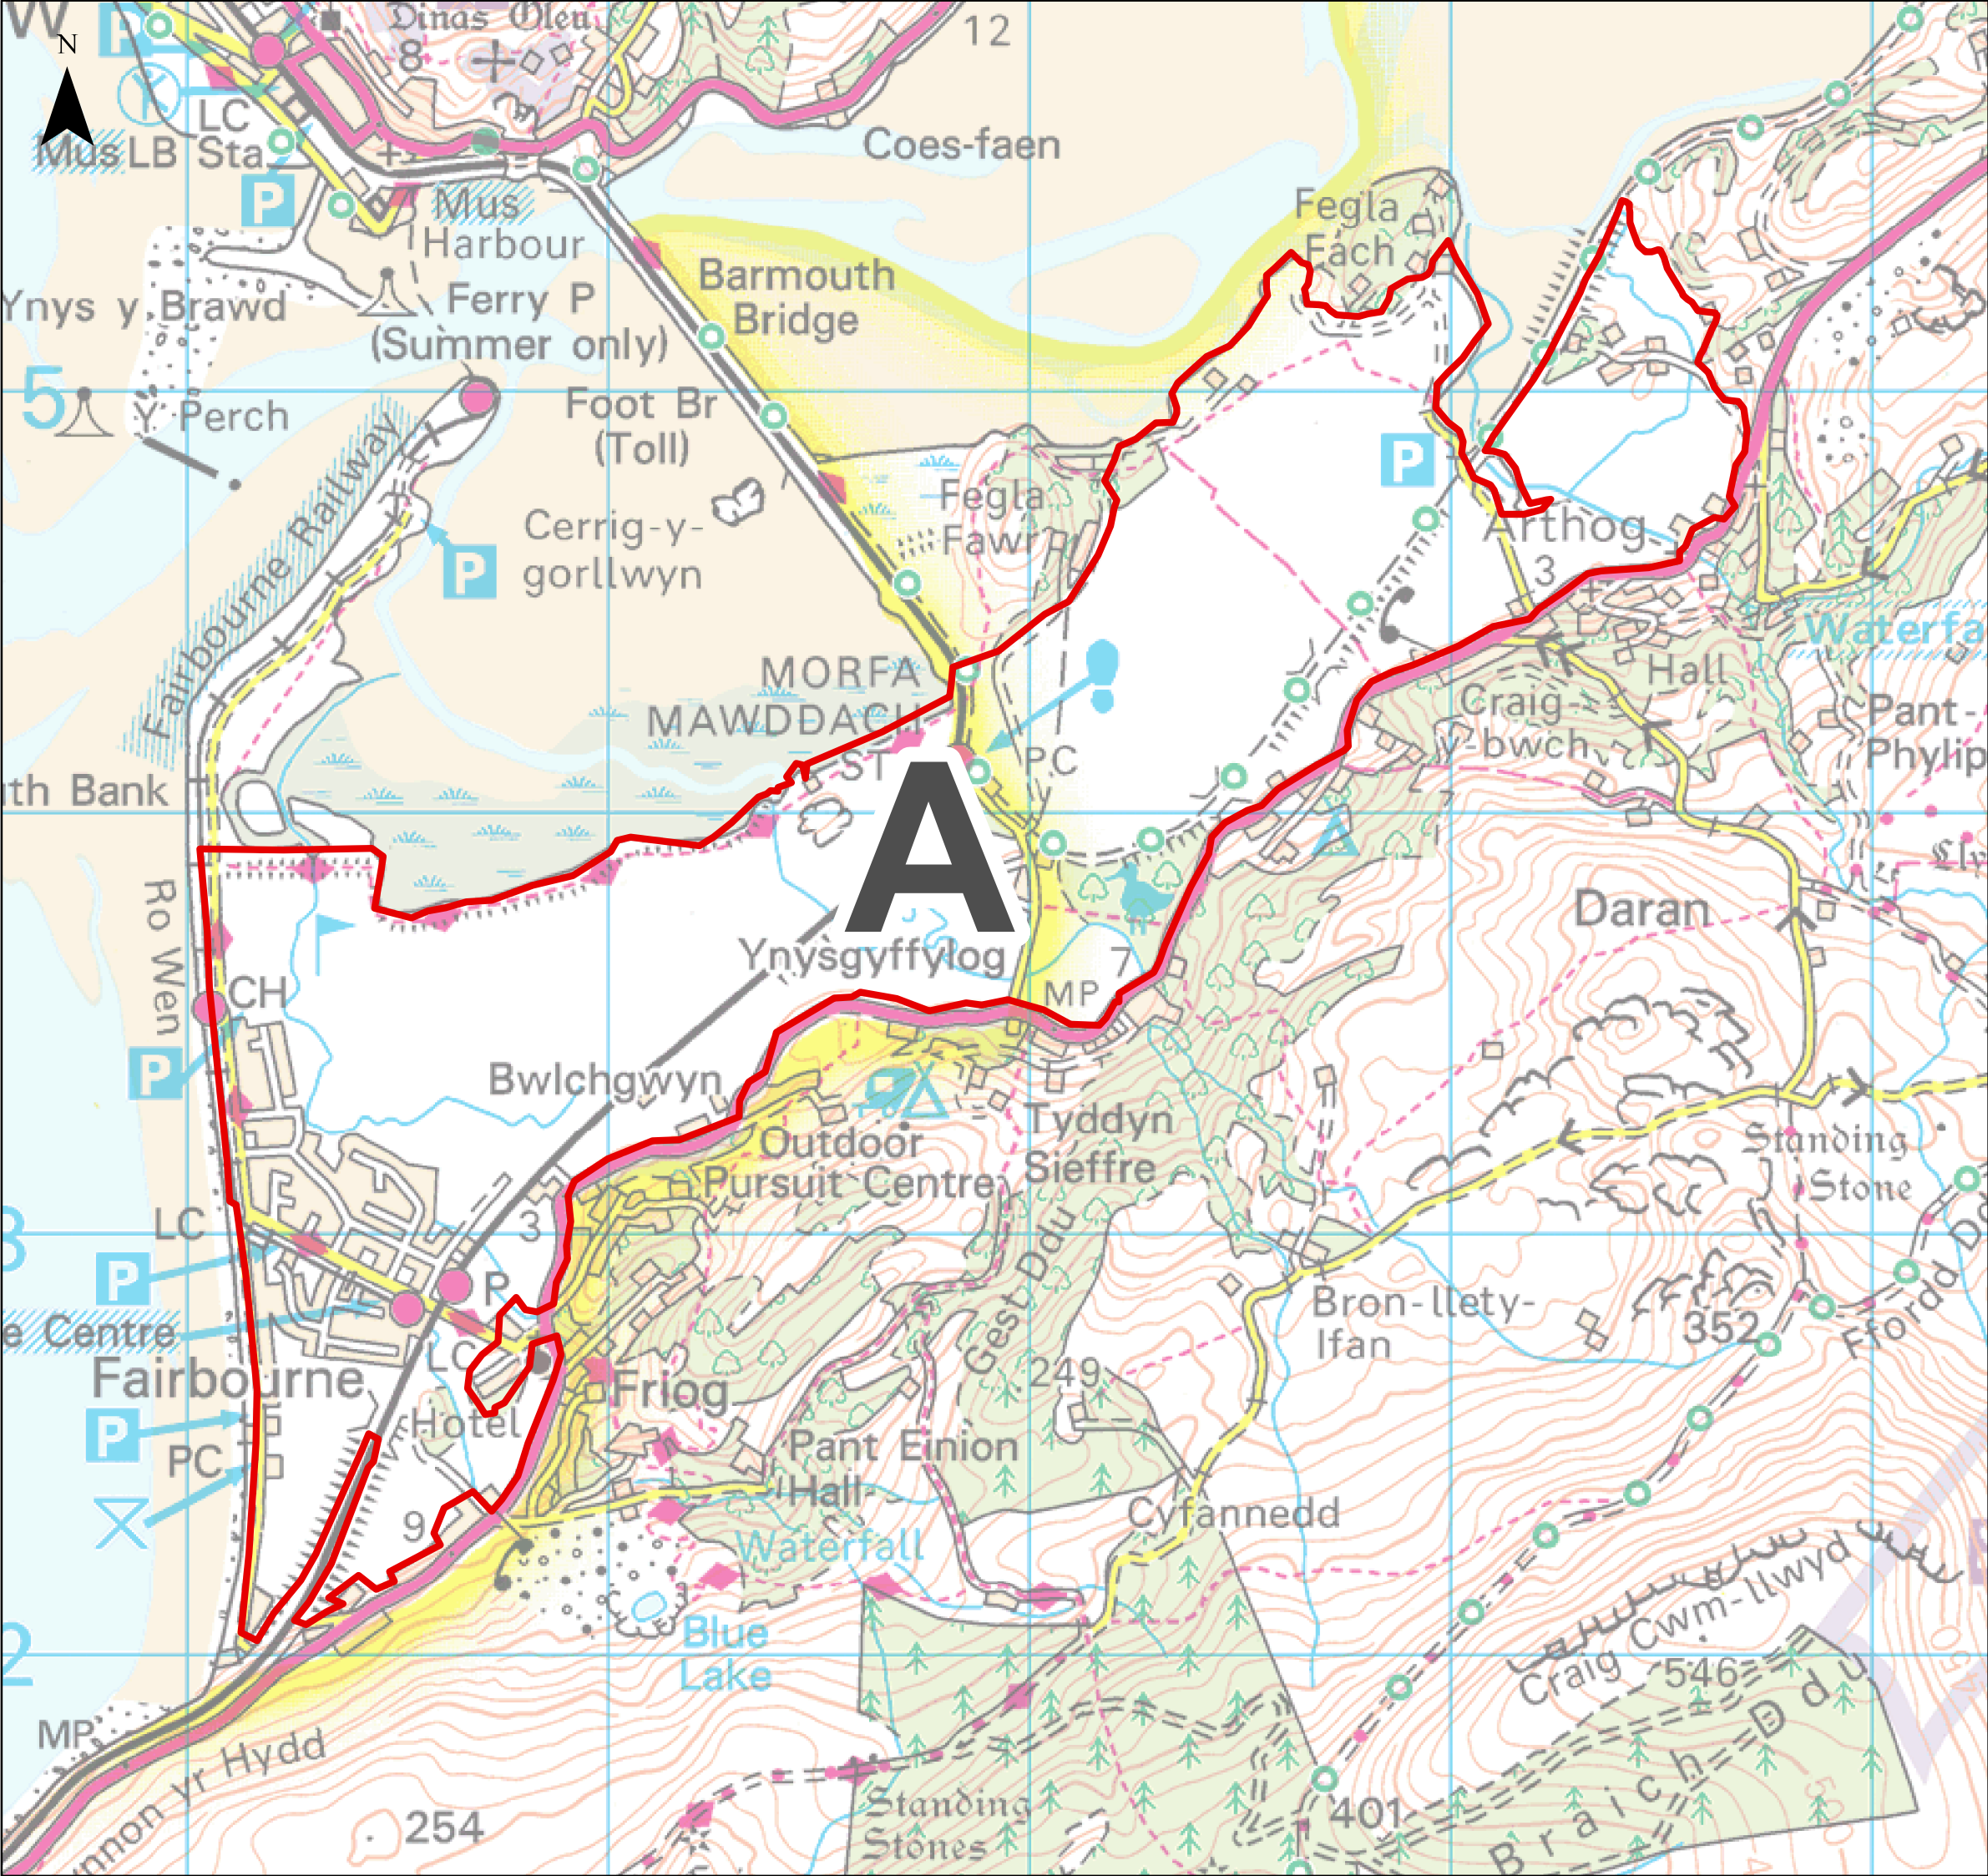 W
N
P
Dinas Oleu
12
8
LC
Mus LB Sta
P
Mus
Harbour
Coes-faen
Fegla
Fach
Ynys y Brawd
Ferry P
(Summer only)
Barmouth
Bridge
5
Y Perch
Foot Br
(Toll)
P
Fairbourne Railway
P
Cerrig-y-
gorllwyn
Fegla
Fawr
Arthog
3
Waterfa
MORFA
MAWDDACH
ST
PC
Hall
Craig-
y-bwch
Pant-
Phylip
th Bank
A
Ro Wen
Daran
CH
Ynysgyffylog
7
MP
P
Bwlchgwyn
Outdoor
Pursuit Centre
Tyddyn
Sieffre
Standing
Stone
3
LC
3
P
P
e Centre
Gest Ddu
Bron-llety-
Ifan
352
Ffordd D
LC
Fairbourne
Friog
249
Hotel
P
PC
Pant Einion
Hall
9
Waterfall
Cyfannedd
Craig Cwm-llwyd
2
Blue
Lake
546
MP
nnon yr Hydd
254
Standing
Stones
401
Braich Ddu